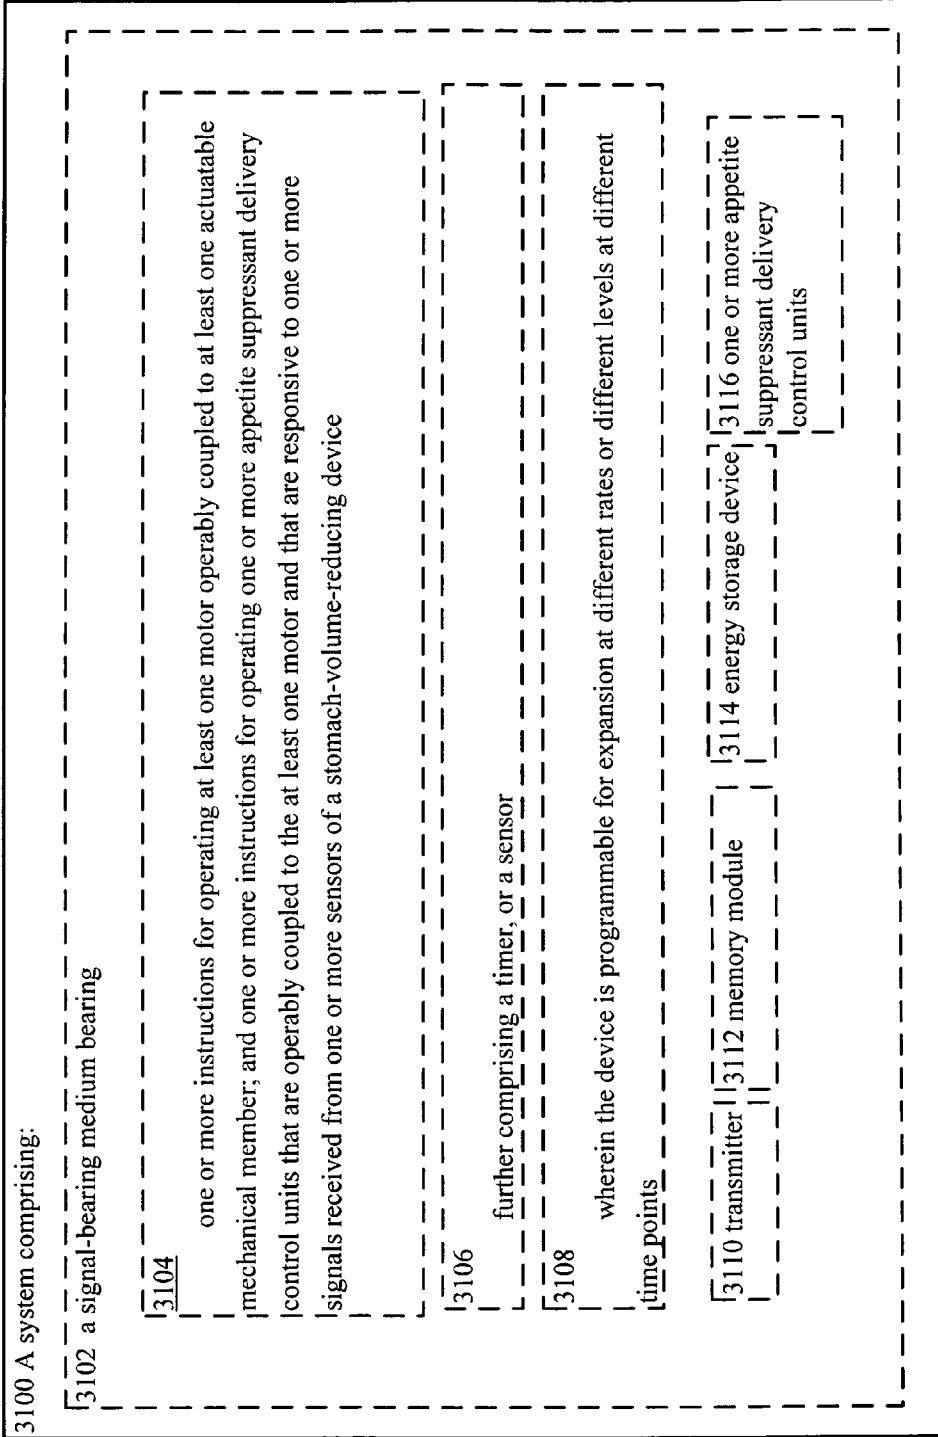 3100 A system comprising:
3102 a signal-bearing medium bearing
3104
one or more instructions for operating at least one motor operably coupled to at least one actuatable
mechanical member; and one or more instructions for operating one or more appetite suppressant delivery
control units that are operably coupled to the at least one motor and that are responsive to one or more
signals received from one or more sensors of a stomach-volume-reducing device
3106
further comprising a timer, or a sensor
3108
wherein the device is programmable for expansion at different rates or different levels at different
time points
3110 transmitter
3112 memory module
3114 energy storage device
3116 one or more appetite
suppressant delivery
control units